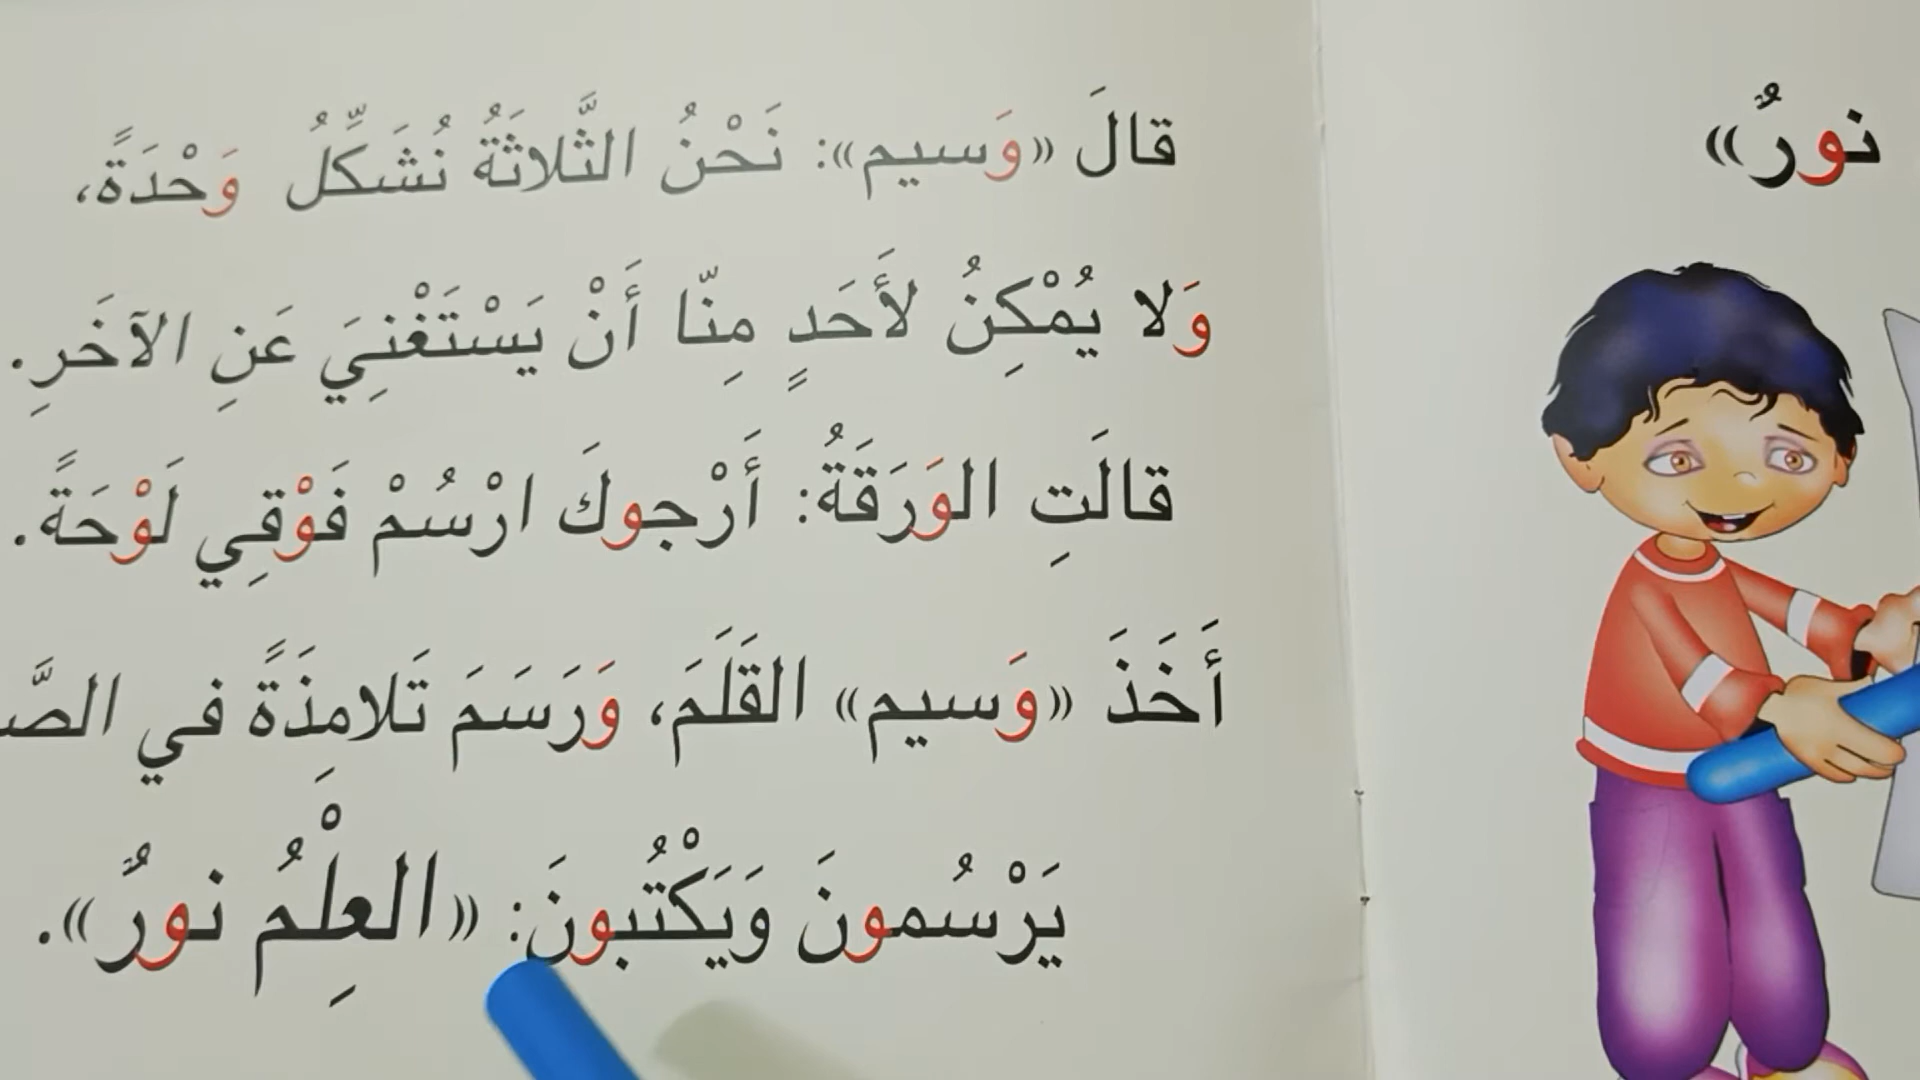 قالَ «وَسيم»: نَحْنُ الثَّلاثَةُ نُشَكِّلُ وَحْدَةً،
وَلا يُمْكِنُ لأَحَدٍ مِنّا أَنْ يَسْتَغْنِيَ عَنِ الآخَرِ.
قالَتِ الوَرَقَةُ: أَرْجوكَ ارْسُمْ فَوْقِي لَوْحَةً.
أَخَذَ «وَسيم» القَلَمَ، وَرَسَمَ تَلامِذَةً في
يَرْسُمونَ وَيَكْتُبونَ: «العِلْمُ نورٌ».
نورٌ»